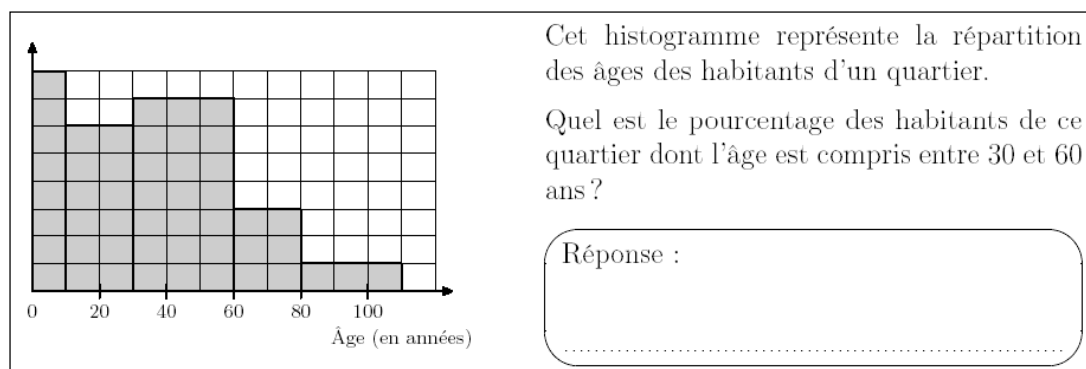 Cet histogramme représente la répartition
des âges des habitants d'un quartier.
Quel est le pourcentage des habitants de ce
quartier dont l'âge est compris entre 30 et 60
ans ?
Réponse :
0 20 40 60 80 100
Âge (en années)